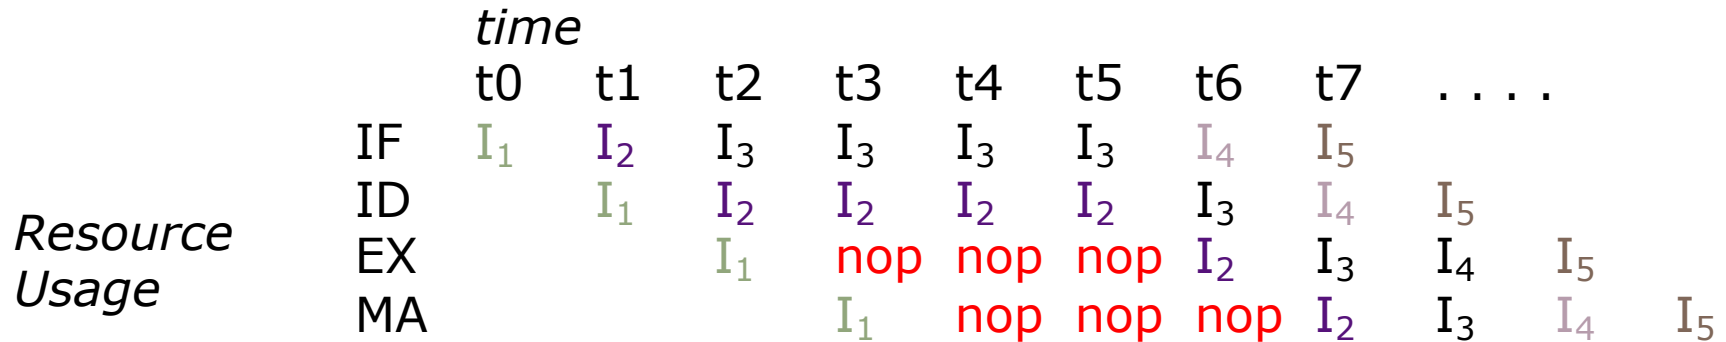 time
t0 t1 t2 t3 t4 t5 t6 t7 . . . .
IF I₁ I₂ I₃ I₃ I₃ I₃ I₄ I₅
ID I₁ I₂ I₂ I₂ I₂ I₃ I₄ I₅
Resource
Usage
EX I₁ nop nop nop I₂ I₃ I₄ I₅
MA I₁ nop nop nop I₂ I₃ I₄ I₅